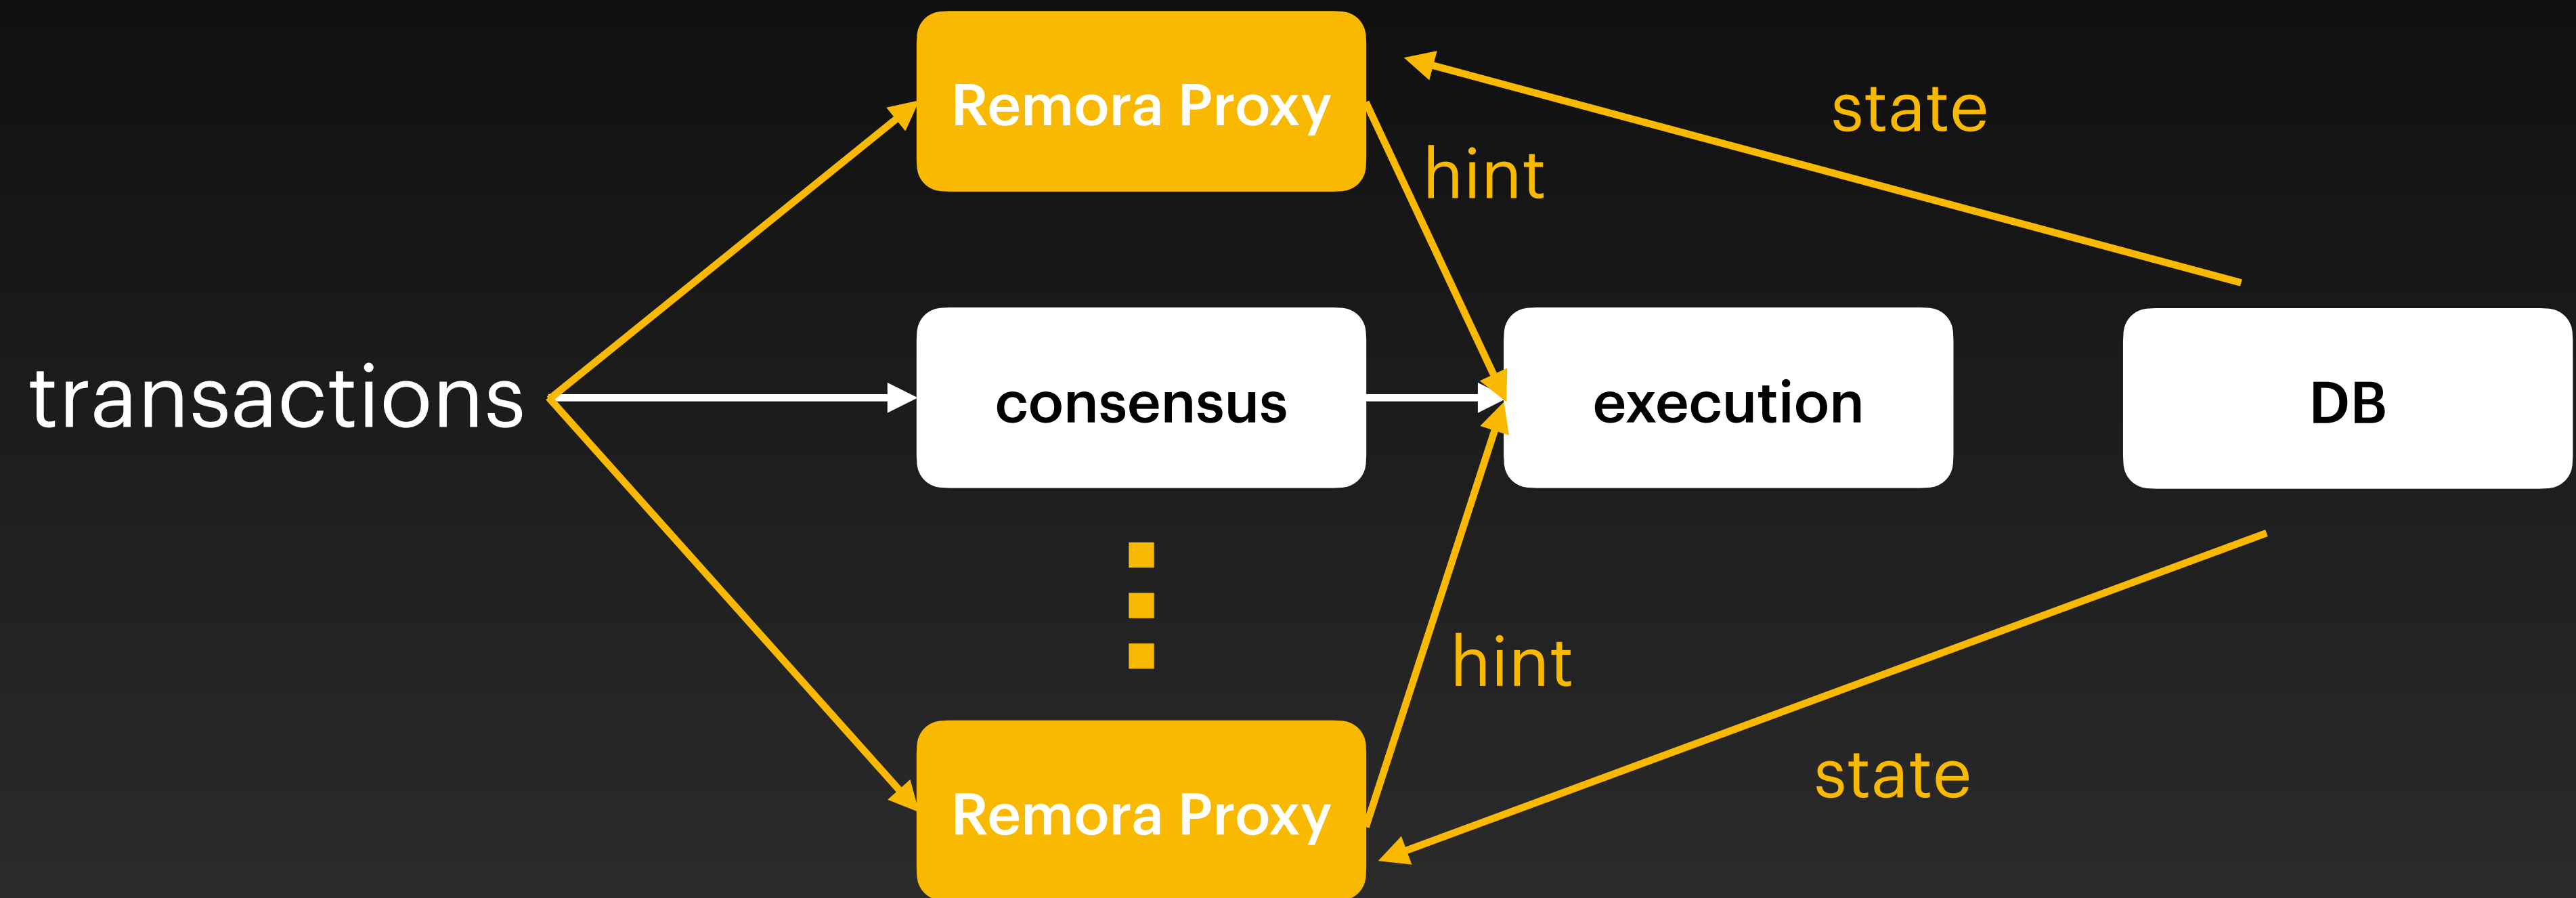 Remora Proxy
state
hint
transactions
consensus
execution
DB
hint
state
Remora Proxy